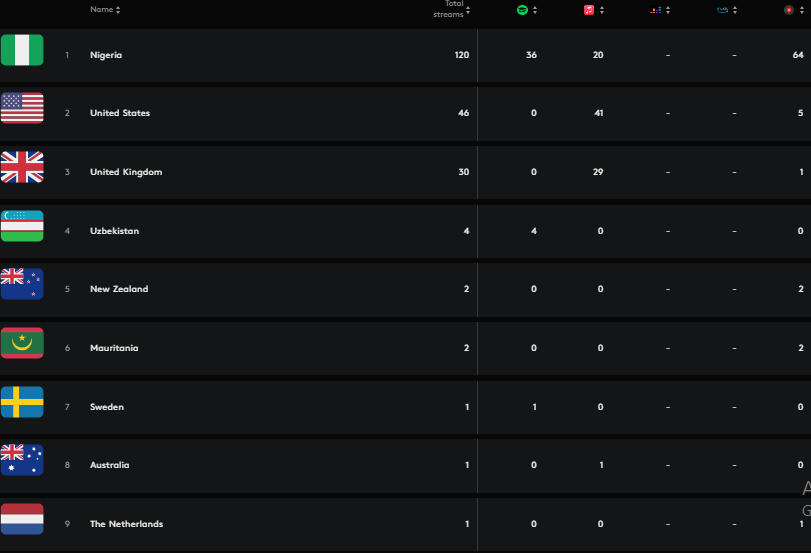 Name Total streams
1 Nigeria 120 36 20 – – 64
2 United States 46 0 41 – – 5
3 United Kingdom 30 0 29 – – 1
4 Uzbekistan 4 4 0 – – 0
5 New Zealand 2 0 0 – – 2
6 Mauritania 2 0 0 – – 2
7 Sweden 1 1 0 – – 0
8 Australia 1 0 1 – – 0
A
G
9 The Netherlands 1 0 0 – – 1